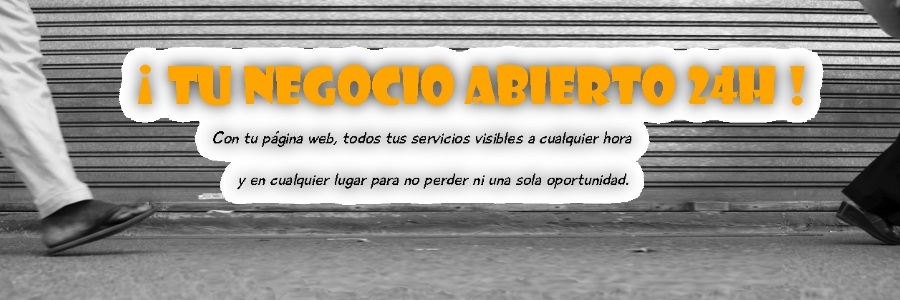 ¡ TU NEGOCIO ABIERTO 24H !
Con tu página web, todos tus servicios visibles a cualquier hora
y en cualquier lugar para no perder ni una sola oportunidad.